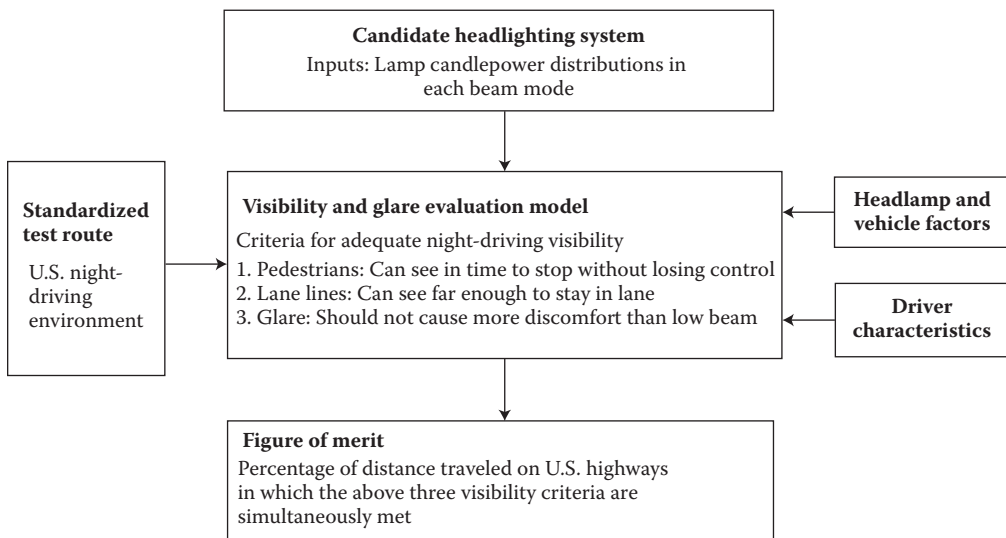 Candidate headlighting system
Inputs: Lamp candlepower distributions in
each beam mode
Standardized
test route
U.S. night-
driving
environment
Visibility and glare evaluation model
Criteria for adequate night-driving visibility
1. Pedestrians: Can see in time to stop without losing control
2. Lane lines: Can see far enough to stay in lane
3. Glare: Should not cause more discomfort than low beam
Headlamp and
vehicle factors
Driver
characteristics
Figure of merit
Percentage of distance traveled on U.S. highways
in which the above three visibility criteria are
simultaneously met